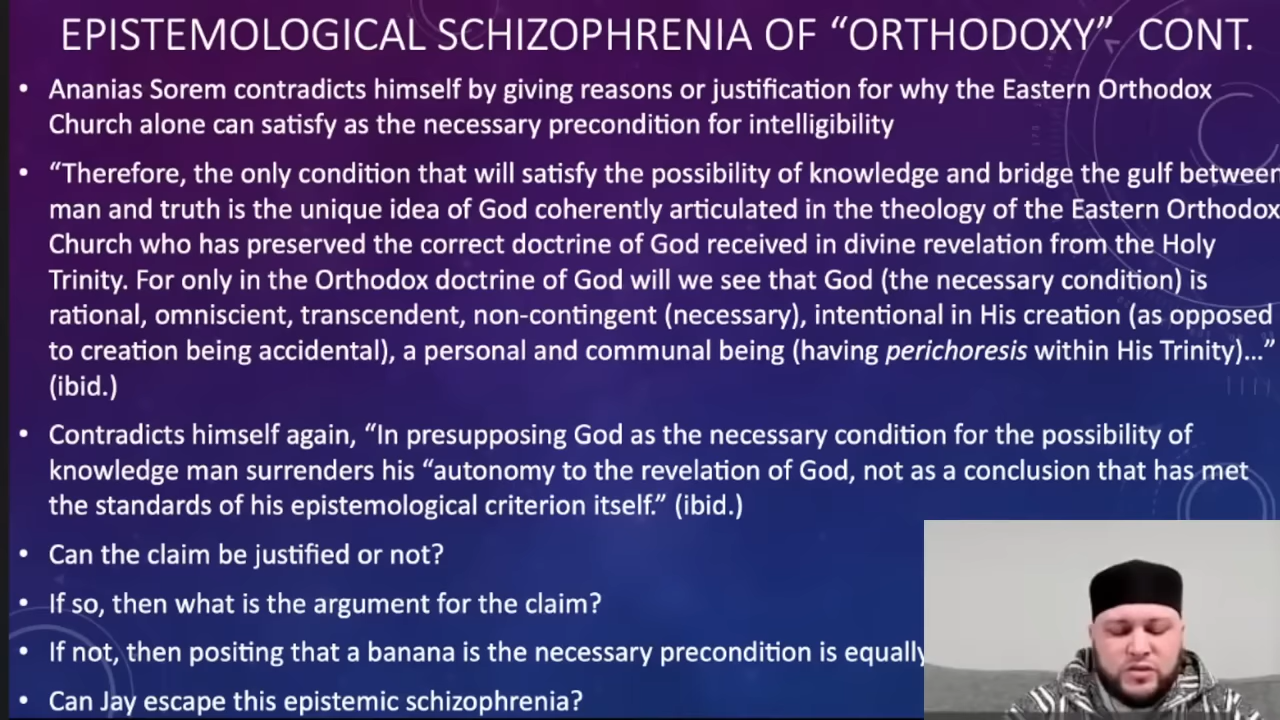 EPISTEMOLOGICAL SCHIZOPHRENIA OF “ORTHODOXY” CONT.
• Ananias Sorem contradicts himself by giving reasons or justification for why the Eastern Orthodox
Church alone can satisfy as the necessary precondition for intelligibility
• “Therefore, the only condition that will satisfy the possibility of knowledge and bridge the gulf between
man and truth is the unique idea of God coherently articulated in the theology of the Eastern Orthodox
Church who has preserved the correct doctrine of God received in divine revelation from the Holy
Trinity. For only in the Orthodox doctrine of God will we see that God (the necessary condition) is
rational, omniscient, transcendent, non-contingent (necessary), intentional in His creation (as opposed
to creation being accidental), a personal and communal being (having perichoresis within His Trinity)...”
(ibid.)
• Contradicts himself again, “In presupposing God as the necessary condition for the possibility of
knowledge man surrenders his “autonomy to the revelation of God, not as a conclusion that has met
the standards of his epistemological criterion itself.” (ibid.)
• Can the claim be justified or not?
• If so, then what is the argument for the claim?
• If not, then positing that a banana is the necessary precondition is equally
• Can Jay escape this epistemic schizophrenia?